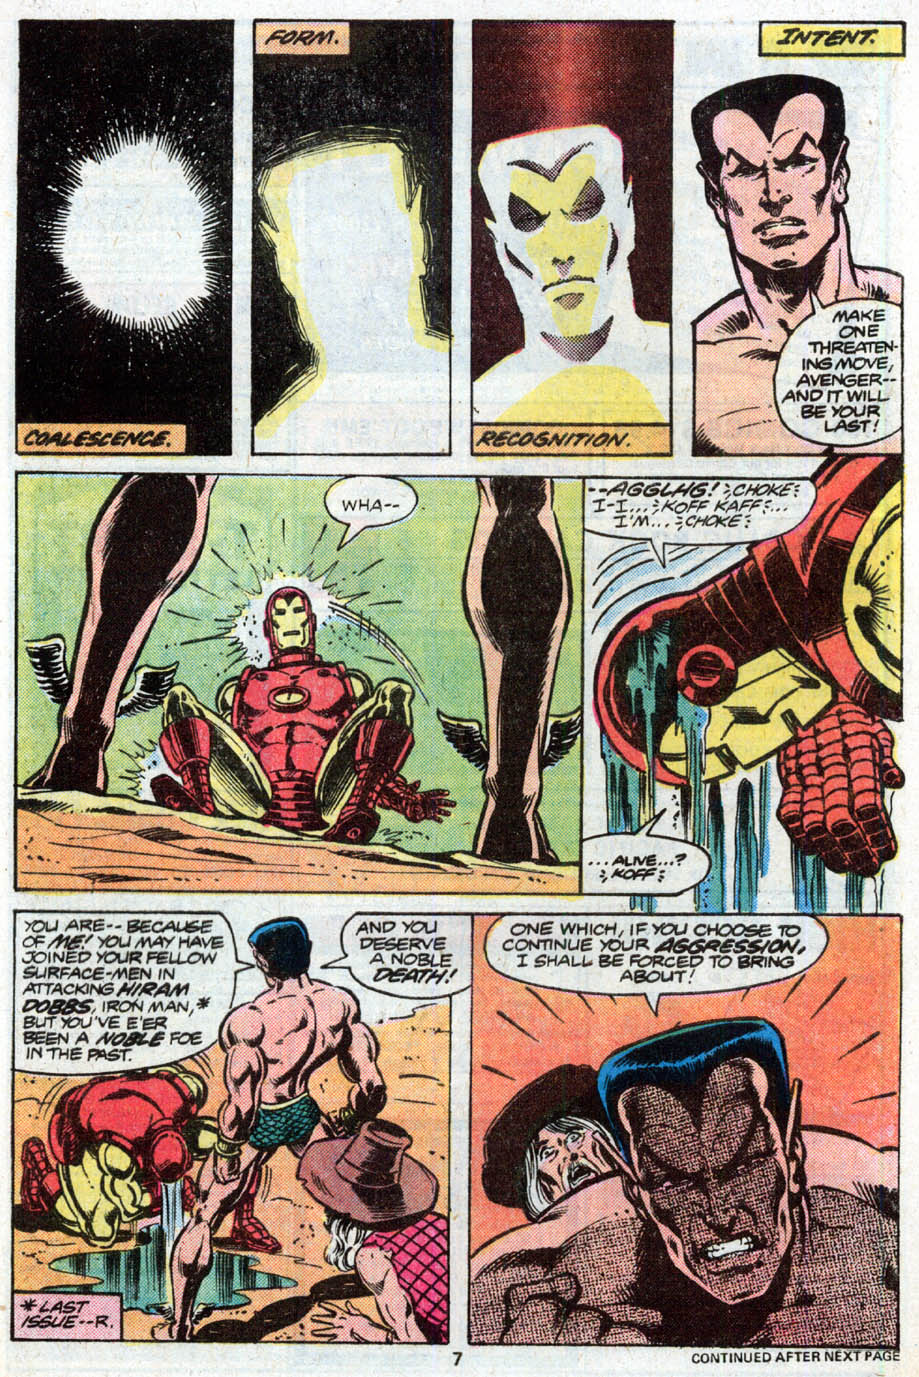 COALESCENCE.
FORM.
RECOGNITION.
INTENT.
MAKE
ONE
THREATEN-
ING MOVE,
AVENGER--
AND IT WILL
BE YOUR
LAST!
WHA--
--AGGLHG! CHOKE
I-I... KOFF KAFF...
I'M... CHOKE
...ALIVE...?
KOFF
YOU ARE-- BECAUSE
OF ME! YOU MAY HAVE
JOINED YOUR FELLOW
SURFACE-MEN IN
ATTACKING HIRAM
DOBBS, IRON MAN,*
BUT YOU'VE E'ER
BEEN A NOBLE FOE
IN THE PAST.
AND YOU
DESERVE
A NOBLE
DEATH!
*LAST
ISSUE--R.
ONE WHICH, IF YOU CHOOSE TO
CONTINUE YOUR AGGRESSION,
I SHALL BE FORCED TO BRING
ABOUT!
7
CONTINUED AFTER NEXT PAGE